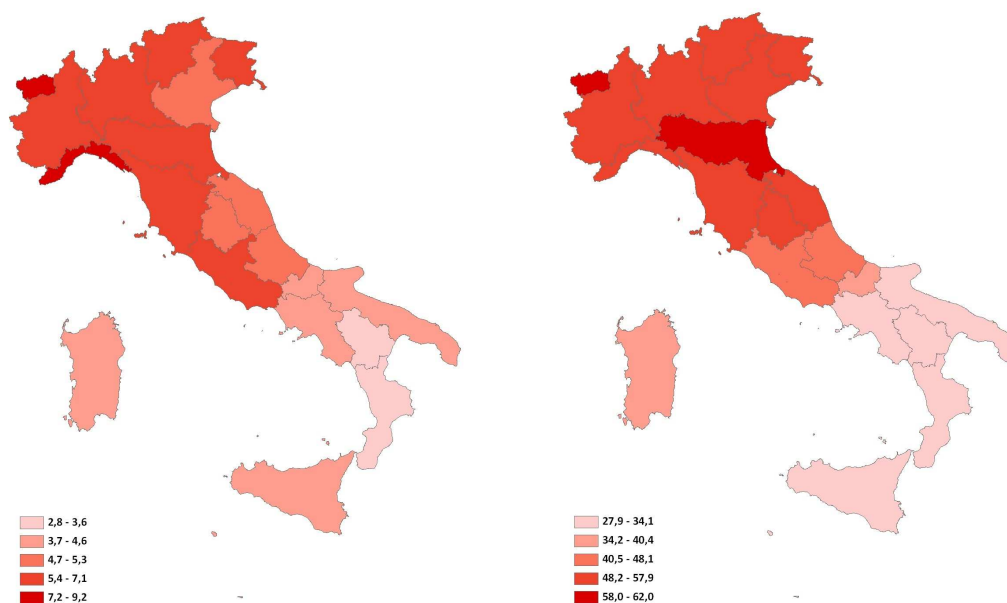 2,8 - 3,6
3,7 - 4,6
4,7 - 5,3
5,4 - 7,1
7,2 - 9,2
27,9 - 34,1
34,2 - 40,4
40,5 - 48,1
48,2 - 57,9
58,0 - 62,0